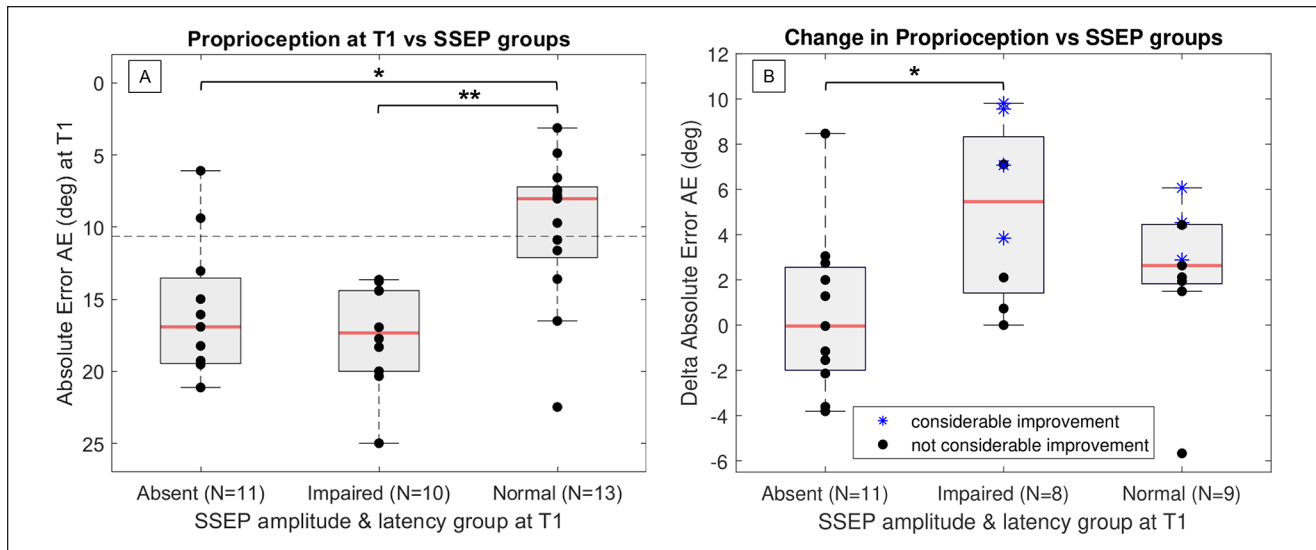 Proprioception at T1 vs SSEP groups
A
*
**
0
5
10
15
20
25
Absolute Error AE (deg) at T1
Absent (N=11) Impaired (N=10) Normal (N=13)
SSEP amplitude & latency group at T1
Change in Proprioception vs SSEP groups
B
*
12
10
8
6
4
2
0
-2
-4
-6
Delta Absolute Error AE (deg)
considerable improvement
not considerable improvement
Absent (N=11) Impaired (N=8) Normal (N=9)
SSEP amplitude & latency group at T1